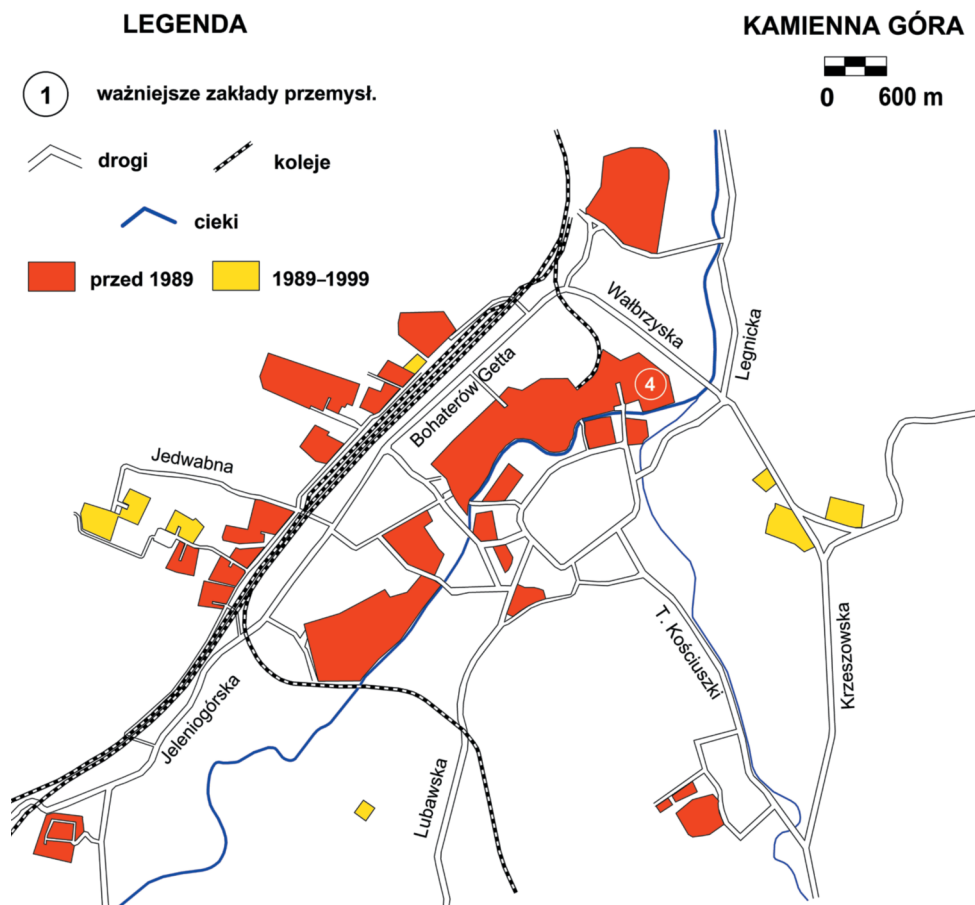 LEGENDA
KAMIENNA GÓRA
1 ważniejsze zakłady przemysł.
0 600 m
drogi koleje
cieki
przed 1989 1989–1999
Wałbrzyska
Legnicka
Bohaterów Getta
4
Jedwabna
T. Kościuszki
Krzeszowska
Jeleniogórska
Lubawska